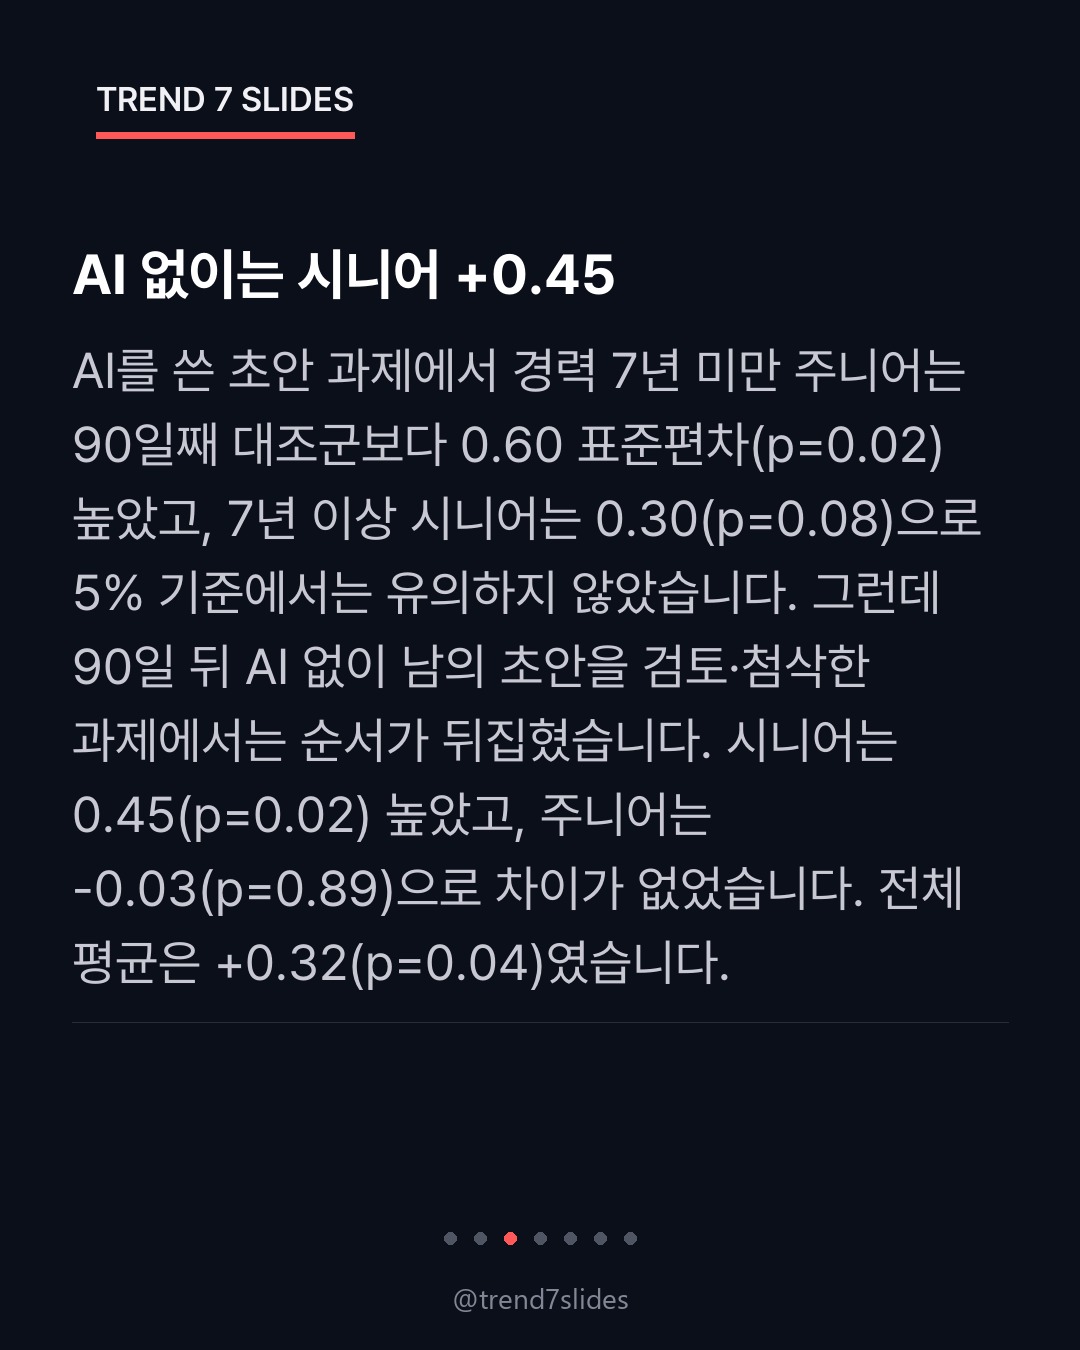 TREND 7 SLIDES
AI 없이는 시니어 +0.45
AI를 쓴 초안 과제에서 경력 7년 미만 주니어는
90일째 대조군보다 0.60 표준편차(p=0.02)
높았고, 7년 이상 시니어는 0.30(p=0.08)으로
5% 기준에서는 유의하지 않았습니다. 그런데
90일 뒤 AI 없이 남의 초안을 검토·첨삭한
과제에서는 순서가 뒤집혔습니다. 시니어는
0.45(p=0.02) 높았고, 주니어는
-0.03(p=0.89)으로 차이가 없었습니다. 전체
평균은 +0.32(p=0.04)였습니다.
@trend7slides